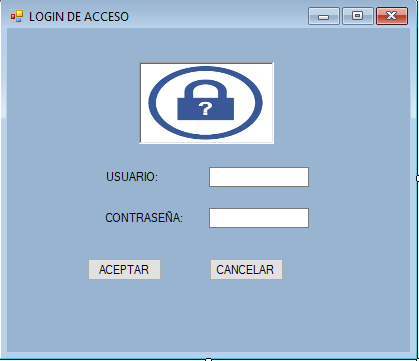 LOGIN DE ACCESO
?
USUARIO:
CONTRASEÑA:
ACEPTAR CANCELAR